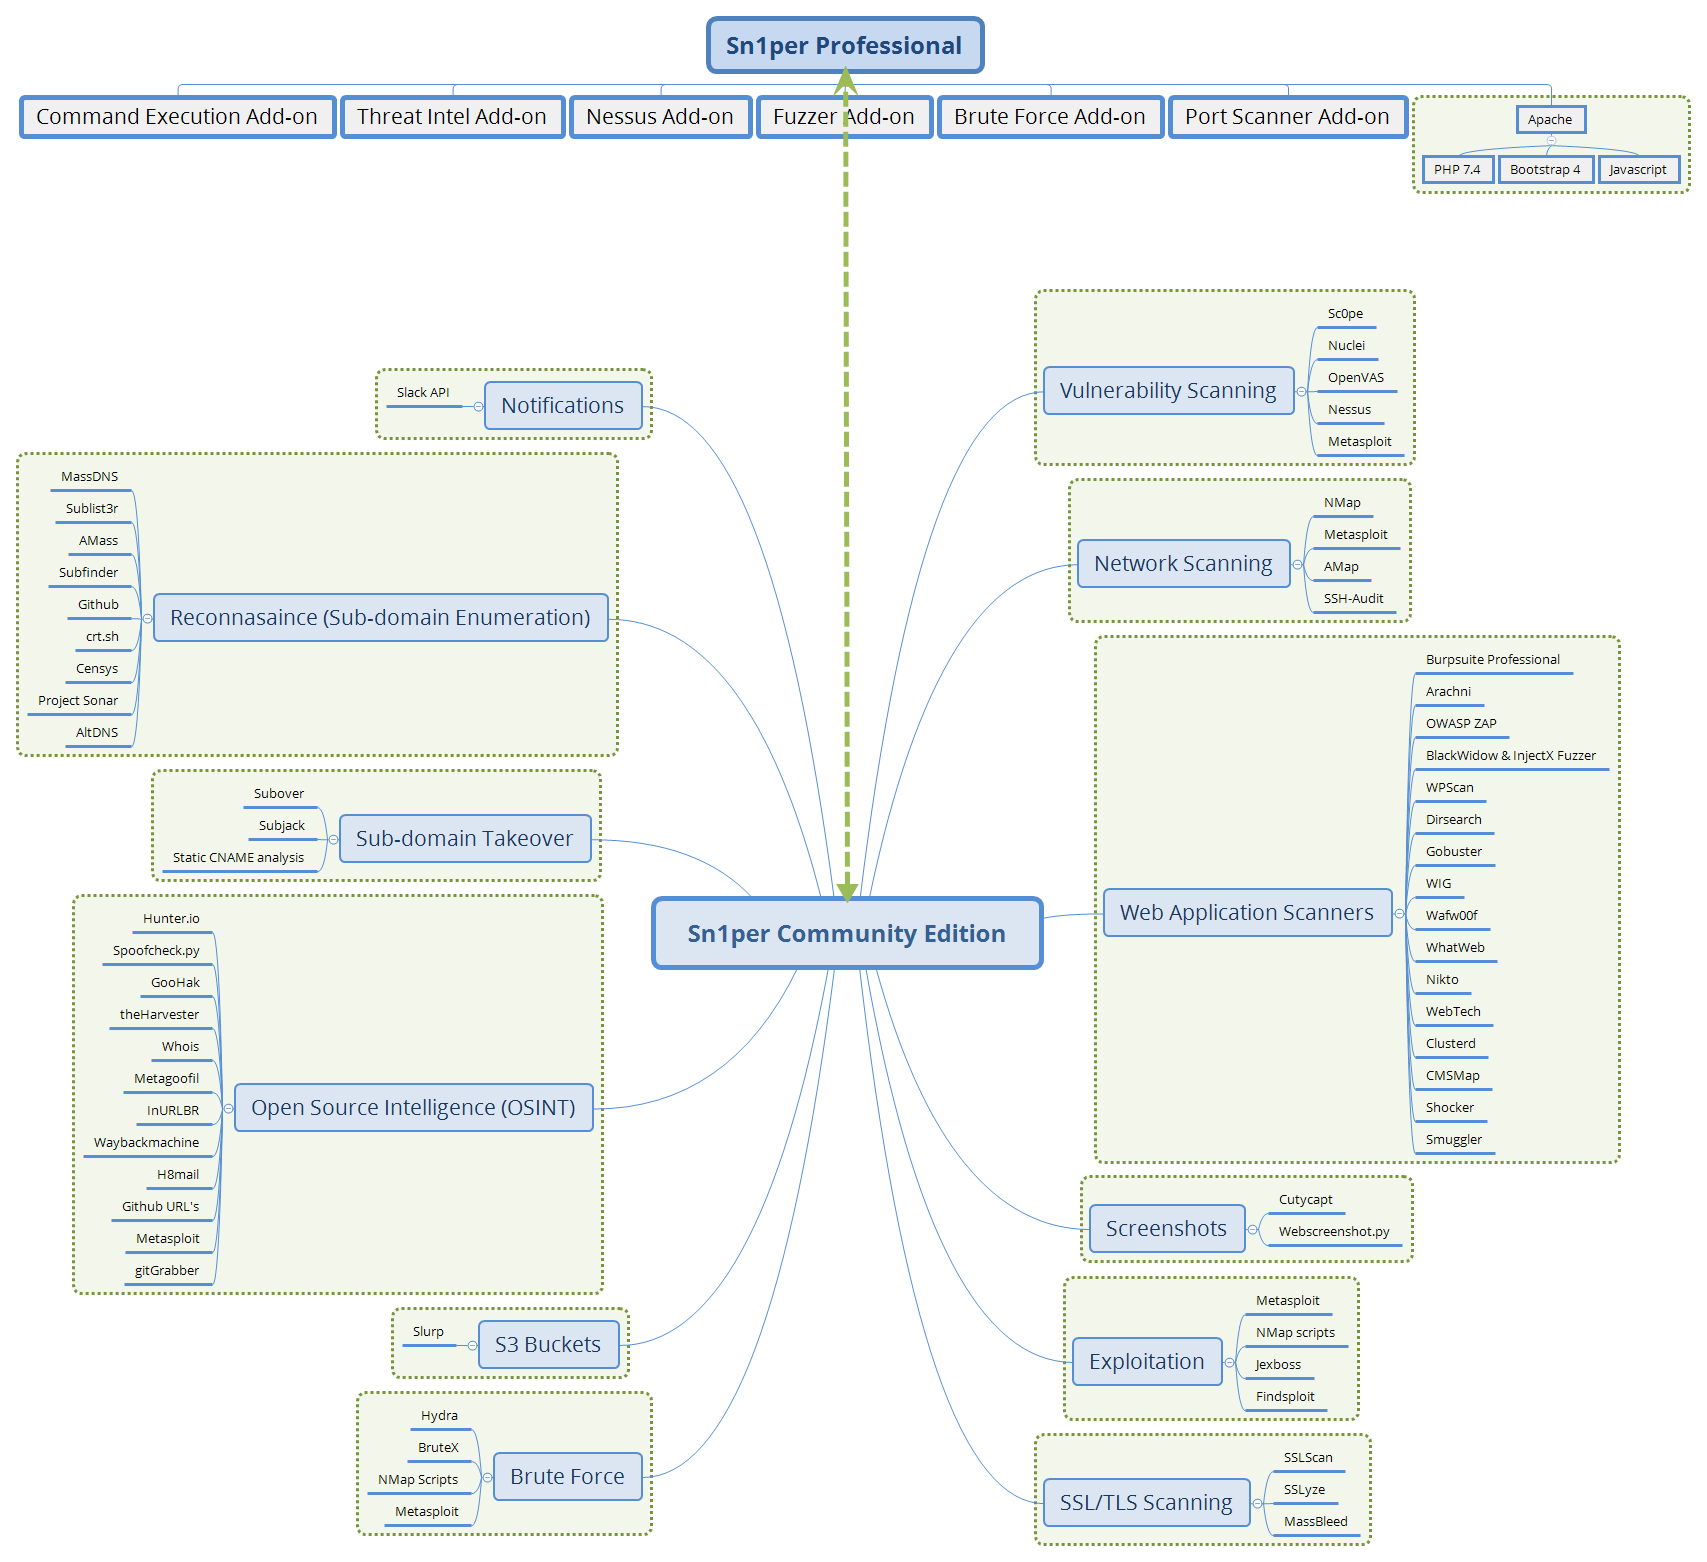 Sn1per Professional
Command Execution Add-on
Threat Intel Add-on
Nessus Add-on
Fuzzer Add-on
Brute Force Add-on
Port Scanner Add-on
Apache
PHP 7.4
Bootstrap 4
Javascript
Slack API
Notifications
MassDNS
Sublist3r
AMass
Subfinder
Github
crt.sh
Censys
Project Sonar
AltDNS
Reconnasaince (Sub-domain Enumeration)
Subover
Subjack
Static CNAME analysis
Sub-domain Takeover
Hunter.io
Spoofcheck.py
GooHak
theHarvester
Whois
Metagoofil
InURLBR
Waybackmachine
H8mail
Github URL's
Metasploit
gitGrabber
Open Source Intelligence (OSINT)
Slurp
S3 Buckets
Hydra
BruteX
NMap Scripts
Metasploit
Brute Force
Sn1per Community Edition
Vulnerability Scanning
Sc0pe
Nuclei
OpenVAS
Nessus
Metasploit
Network Scanning
NMap
Metasploit
AMap
SSH-Audit
Web Application Scanners
Burpsuite Professional
Arachni
OWASP ZAP
BlackWidow & InjectX Fuzzer
WPScan
Dirsearch
Gobuster
WIG
Wafw00f
WhatWeb
Nikto
WebTech
Clusterd
CMSMap
Shocker
Smuggler
Screenshots
Cutycapt
Webscreenshot.py
Exploitation
Metasploit
NMap scripts
Jexboss
Findsploit
SSL/TLS Scanning
SSLScan
SSLyze
MassBleed